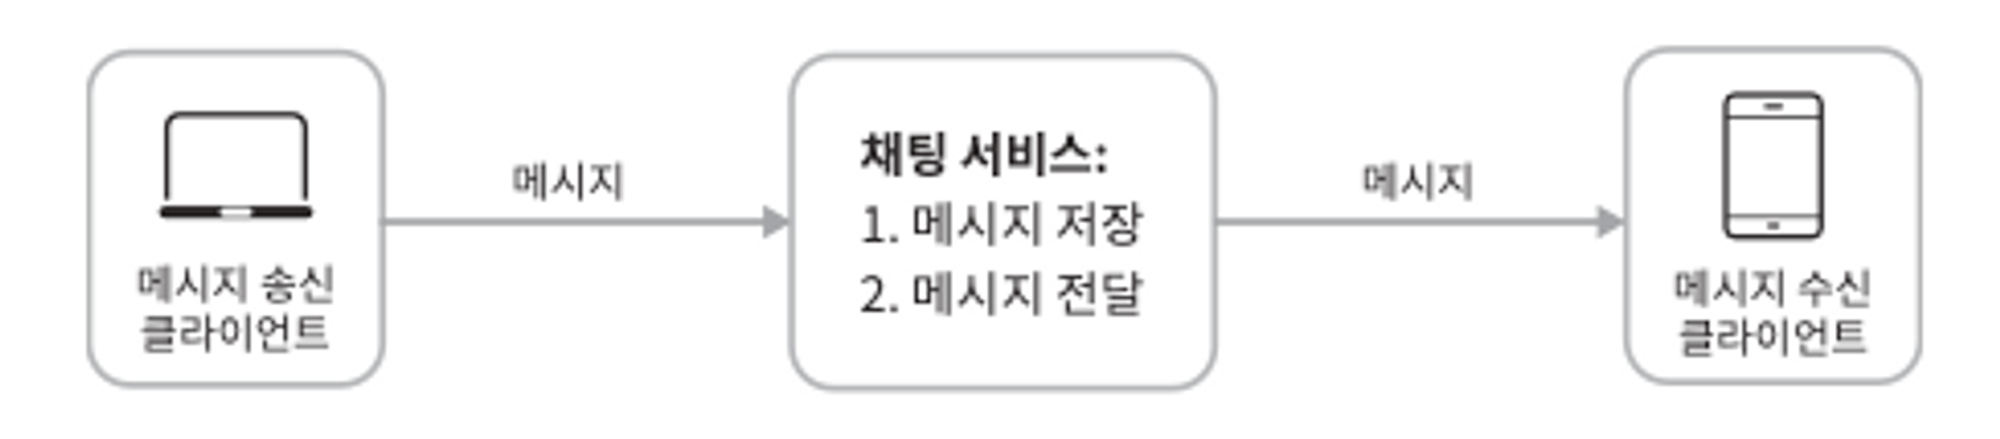 메시지 송신
클라이언트
메시지
채팅 서비스:
1. 메시지 저장
2. 메시지 전달
메시지
메시지 수신
클라이언트